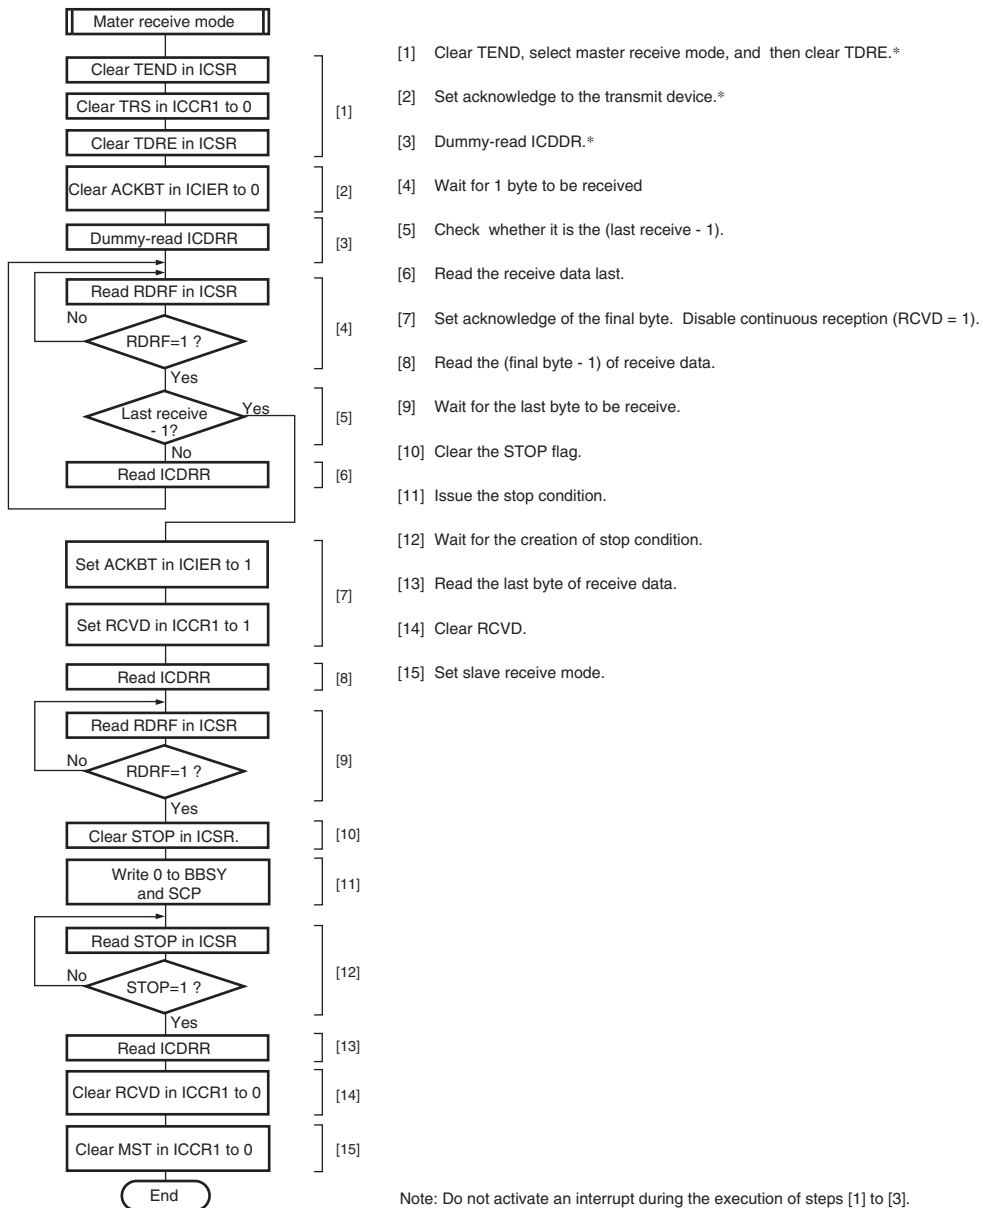 Mater receive mode
Clear TEND in ICSR
Clear TRS in ICCR1 to 0
[1]
Clear TDRE in ICSR
Clear ACKBT in ICIER to 0
[2]
Dummy-read ICDRR
[3]
Read RDRF in ICSR
No
RDRF=1 ?
[4]
Yes
Last receive
- 1?
Yes
[5]
No
Read ICDRR
[6]
Set ACKBT in ICIER to 1
[7]
Set RCVD in ICCR1 to 1
Read ICDRR
[8]
Read RDRF in ICSR
No
RDRF=1 ?
[9]
Yes
Clear STOP in ICSR.
[10]
Write 0 to BBSY
and SCP
[11]
Read STOP in ICSR
No
STOP=1 ?
[12]
Yes
Read ICDRR
[13]
Clear RCVD in ICCR1 to 0
[14]
Clear MST in ICCR1 to 0
[15]
End
[1] Clear TEND, select master receive mode, and then clear TDRE.*
[2] Set acknowledge to the transmit device.*
[3] Dummy-read ICDDR.*
[4] Wait for 1 byte to be received
[5] Check whether it is the (last receive - 1).
[6] Read the receive data last.
[7] Set acknowledge of the final byte. Disable continuous reception (RCVD = 1).
[8] Read the (final byte - 1) of receive data.
[9] Wait for the last byte to be receive.
[10] Clear the STOP flag.
[11] Issue the stop condition.
[12] Wait for the creation of stop condition.
[13] Read the last byte of receive data.
[14] Clear RCVD.
[15] Set slave receive mode.
Note: Do not activate an interrupt during the execution of steps [1] to [3].